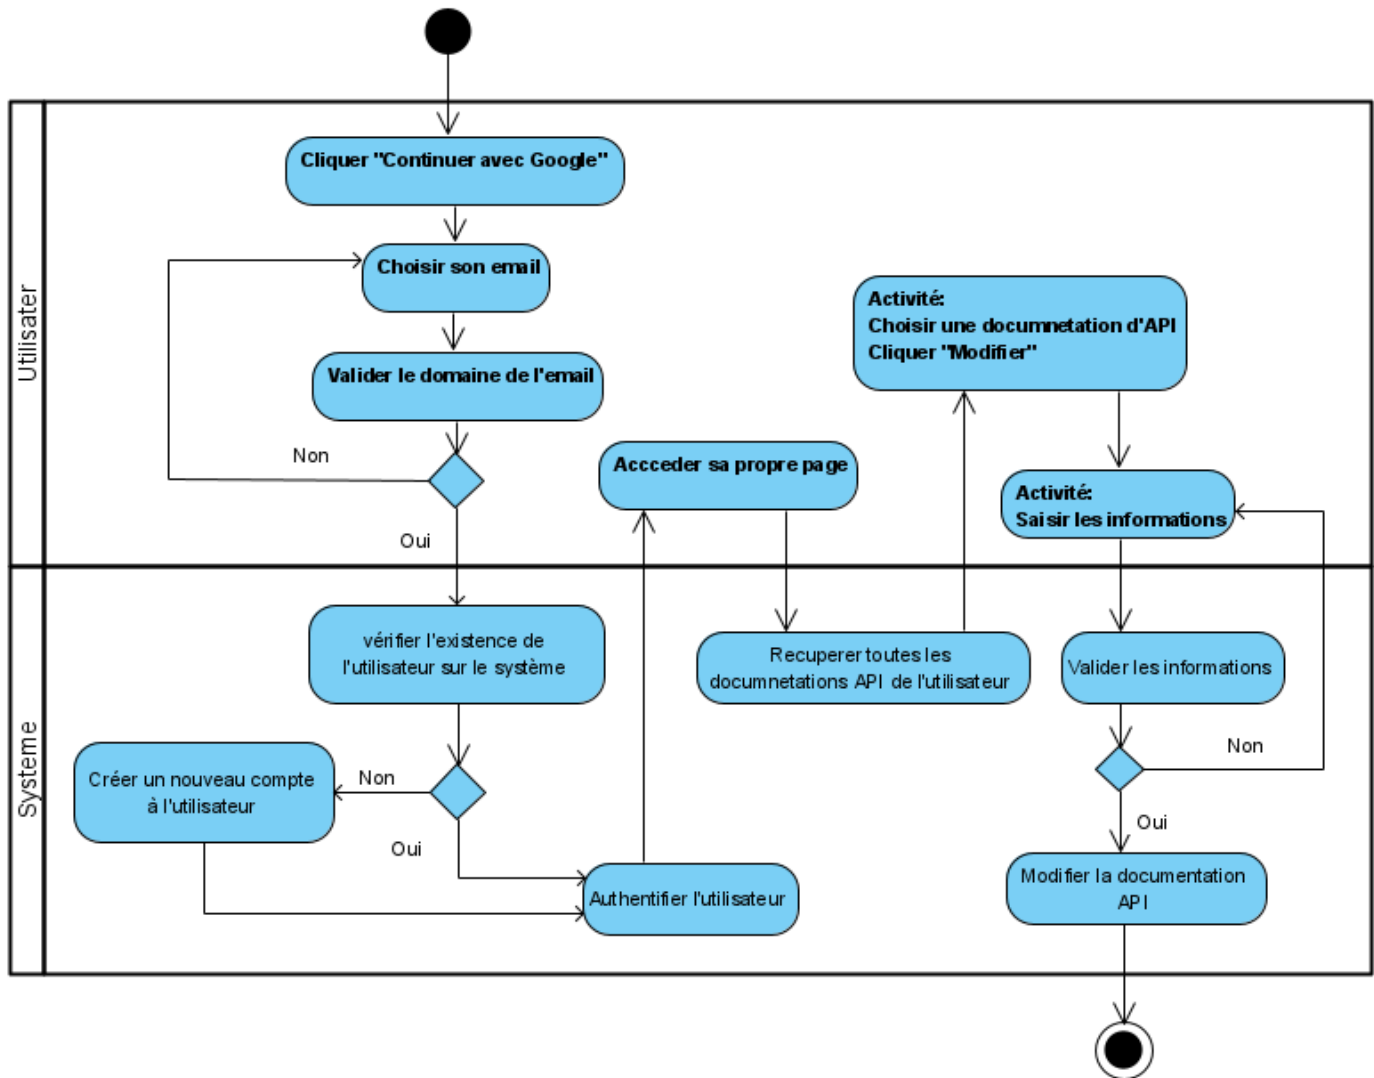 Utilisater
Cliquer "Continuer avec Google"
Choisir son email
Valider le domaine de l'email
Non
Oui
Accceder sa propre page
Activité:
Choisir une documnetation d'API
Cliquer "Modifier"
Activité:
Saisir les informations
Systeme
vérifier l'existence de
l'utilisateur sur le système
Non
Oui
Créer un nouveau compte
à l'utilisateur
Authentifier l'utilisateur
Recuperer toutes les
documnetations API de l'utilisateur
Valider les informations
Non
Oui
Modifier la documentation
API